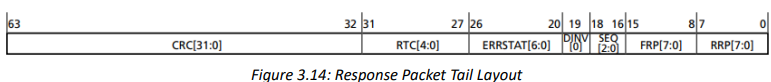 63 32 31 27 26 20 19 18 16 15 8 7 0
CRC[31:0] RTC[4:0] ERRSTAT[6:0] DINV [0] SEQ [2:0] FRP[7:0] RRP[7:0]
Figure 3.14: Response Packet Tail Layout